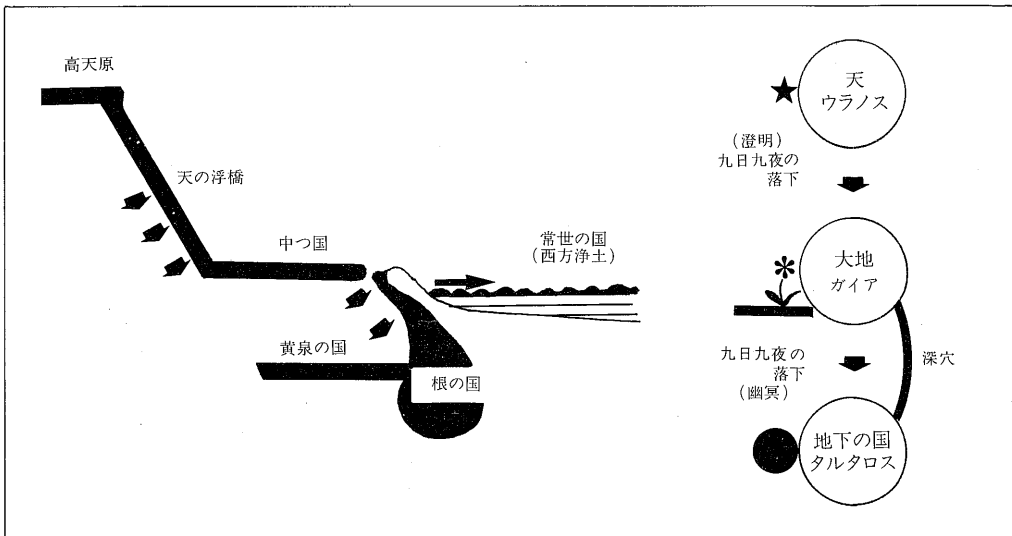 高天原
天の浮橋
中つ国
常世の国
(西方浄土)
黄泉の国
根の国
天
ウラノス
(澄明)
九日九夜の
落下
大地
ガイア
九日九夜の
落下
(幽冥)
深穴
地下の国
タルタロス